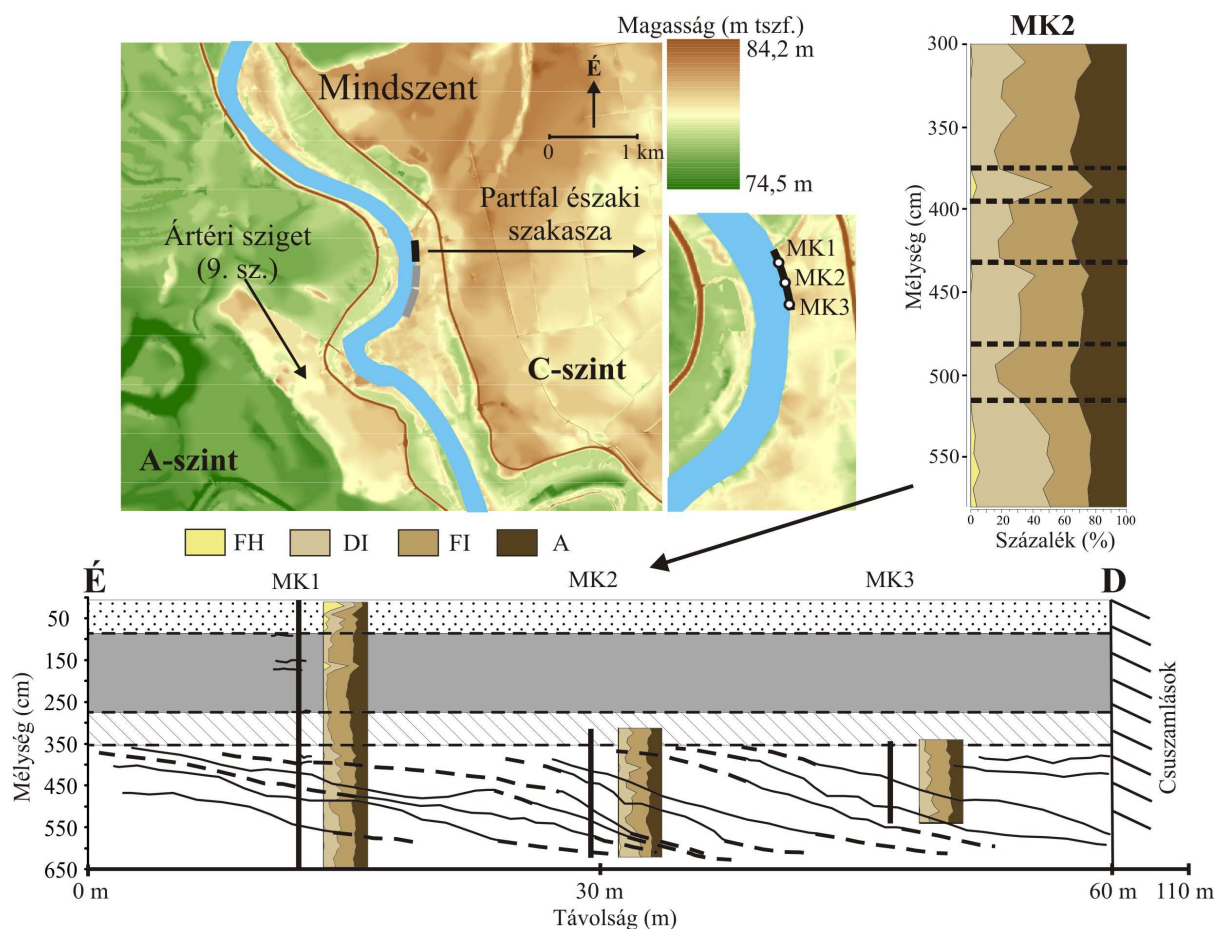 Magasság (m tszf.)
84,2 m
74,5 m
Mindszent
É
0 1 km
Partfal északi
szakasza
Ártéri sziget
(9. sz.)
C-szint
A-szint
MK1
MK2
MK3
MK2
300
350
400
450
500
550
Mélység (cm)
0 20 40 60 80 100
Százalék (%)
FH DI FI A
É
MK1
MK2
MK3
D
50
150
250
350
450
550
650
Mélység (cm)
Csuszamlások
0 m 30 m 60 m 110 m
Távolság (m)